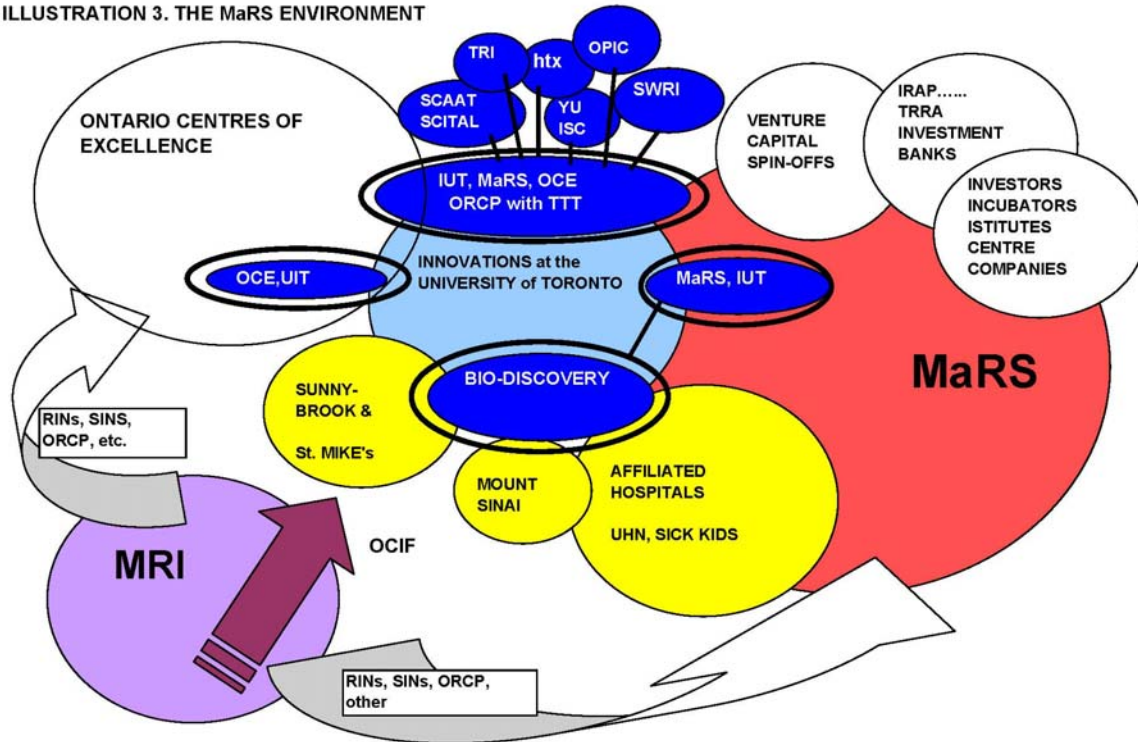 ILLUSTRATION 3. THE MaRS ENVIRONMENT
TRI
htx
OPIC
SCAAT
SCITAL
YU
ISC
SWRI
ONTARIO CENTRES OF
EXCELLENCE
VENTURE
CAPITAL
SPIN-OFFS
IRAP......
TRRA
INVESTMENT
BANKS
INVESTORS
INCUBATORS
ISTITUTES
CENTRE
COMPANIES
IUT, MaRS, OCE
ORCP with TTT
OCE,UIT
INNOVATIONS at the
UNIVERSITY of TORONTO
MaRS, IUT
MaRS
BIO-DISCOVERY
SUNNY-
BROOK &
St. MIKE's
MOUNT
SINAI
AFFILIATED
HOSPITALS
UHN, SICK KIDS
RINs, SINS,
ORCP, etc.
MRI
OCIF
RINs, SINs, ORCP,
other